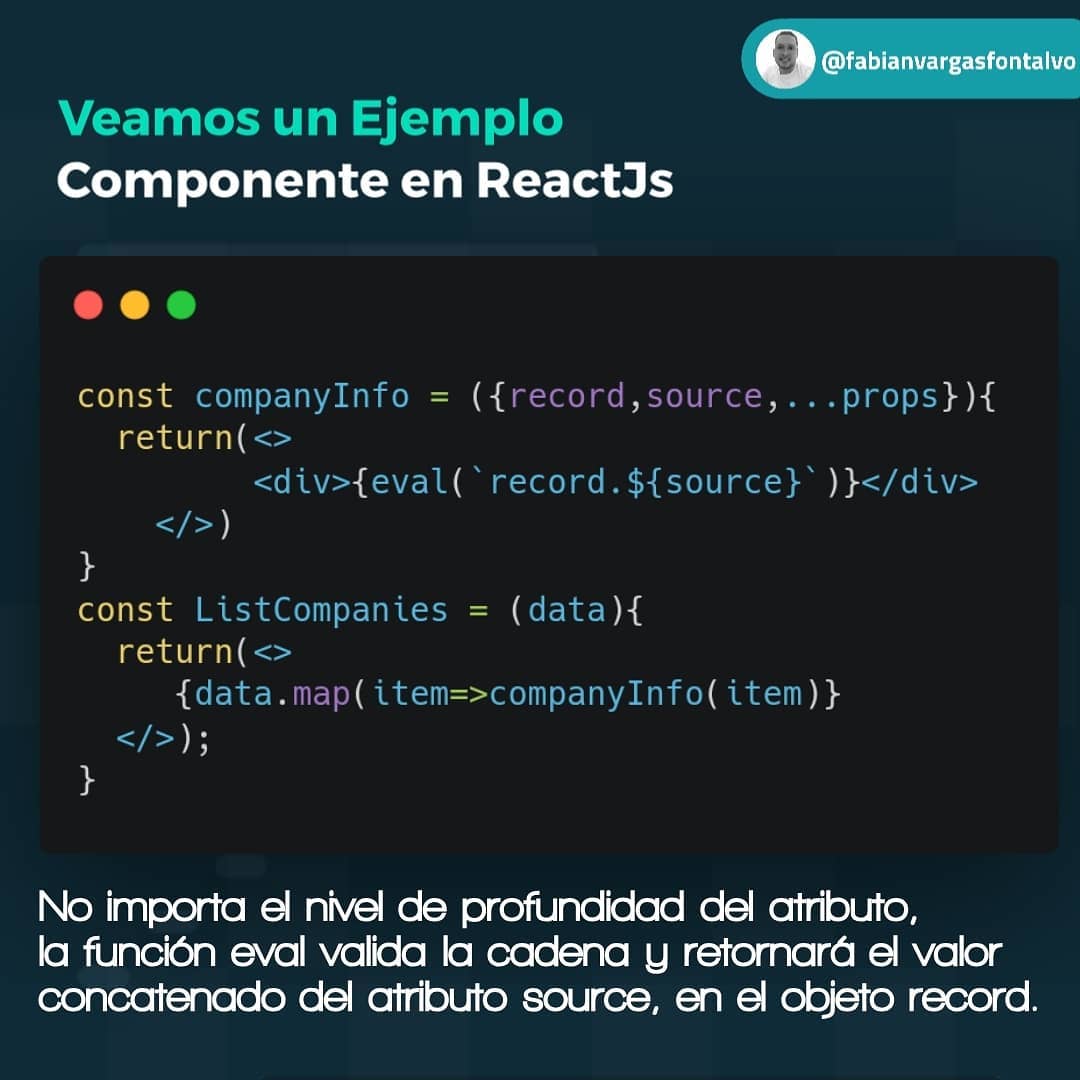 @fabianvargasfontalvo
Veamos un Ejemplo
Componente en ReactJs
const companyInfo = ({record,source,...props}){
return(<>
<div>{eval(`record.${source}`)}</div>
</>)
}
const ListCompanies = (data){
return(<>
{data.map(item=>companyInfo(item)}
</>);
}
No importa el nivel de profundidad del atributo,
la función eval valida la cadena y retornará el valor
concatenado del atributo source, en el objeto record.